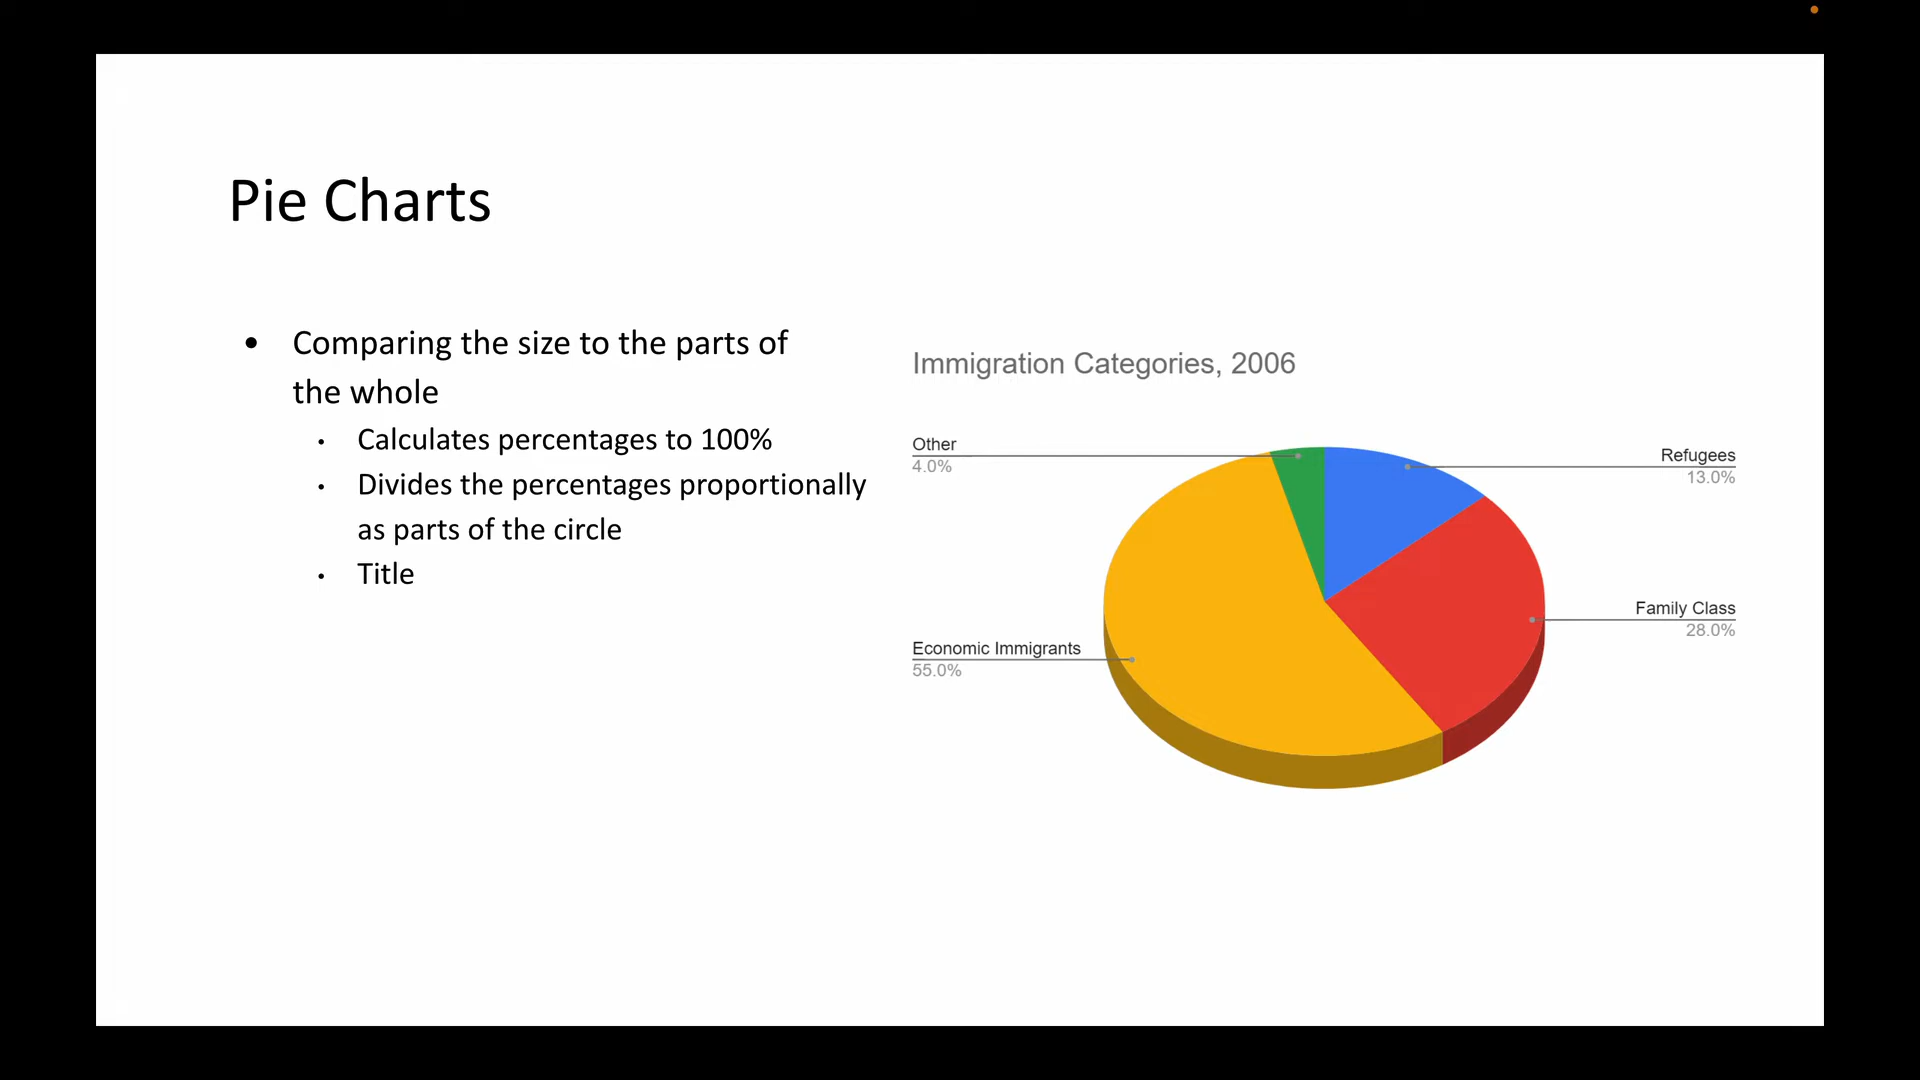 Pie Charts
• Comparing the size to the parts of
the whole
• Calculates percentages to 100%
• Divides the percentages proportionally
as parts of the circle
• Title
Immigration Categories, 2006
Other
4.0%
Refugees
13.0%
Family Class
28.0%
Economic Immigrants
55.0%